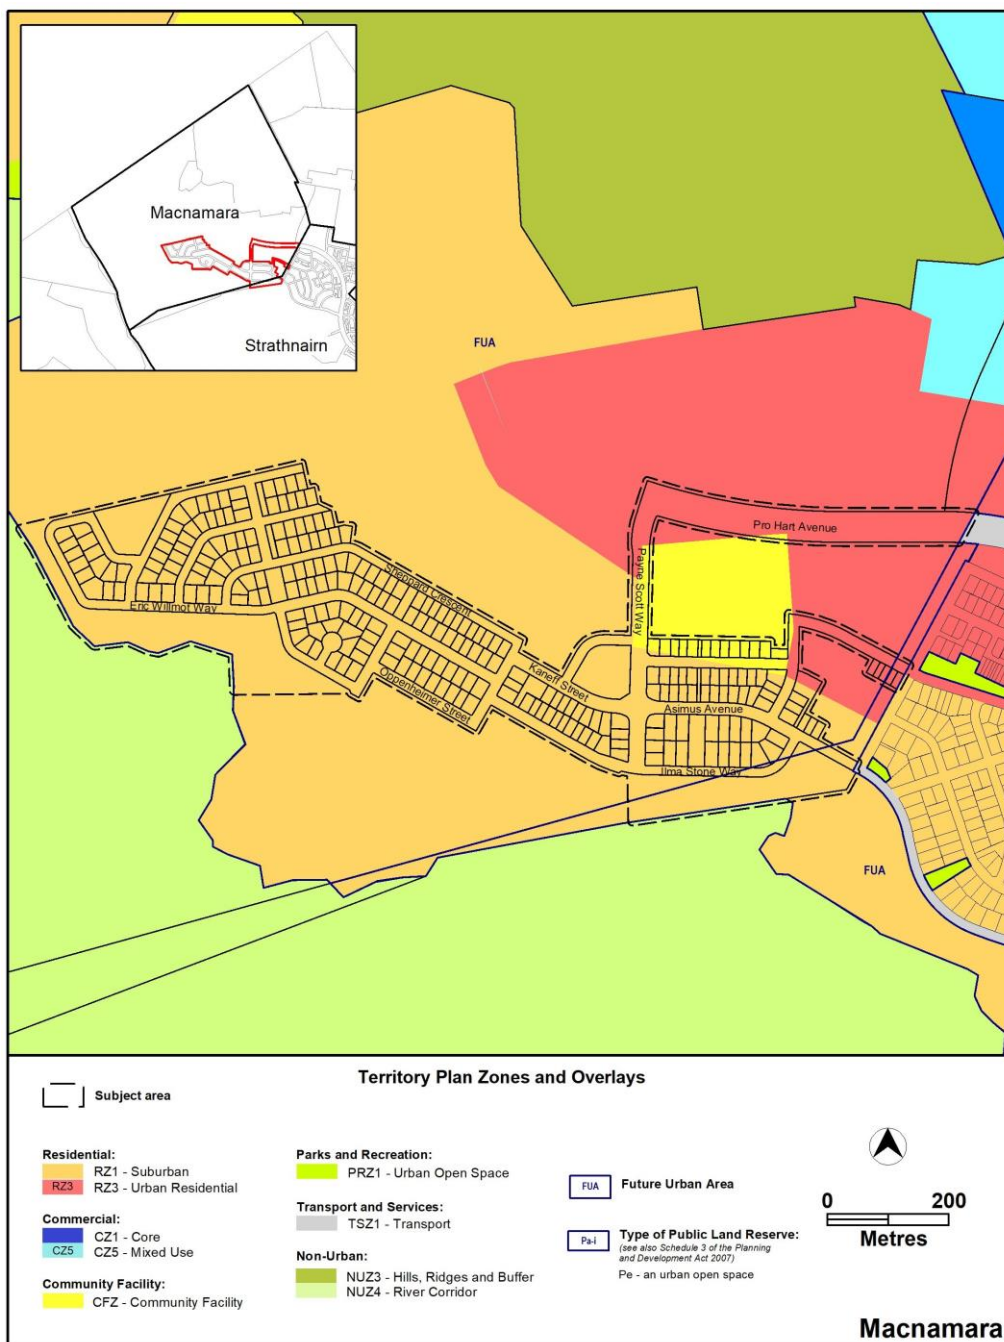 Macnamara
Strathnairn
FUA
Pro Hart Avenue
Payne Scott Way
Sheppard Crescent
Eric Willmot Way
Kaneff Street
Oppenheimer Street
Asimus Avenue
Ilma Stone Way
FUA
Territory Plan Zones and Overlays
Subject area
Residential:
RZ1 - Suburban
RZ3 RZ3 - Urban Residential
Commercial:
CZ1 - Core
CZ5 CZ5 - Mixed Use
Community Facility:
CFZ - Community Facility
Parks and Recreation:
PRZ1 - Urban Open Space
Transport and Services:
TSZ1 - Transport
Non-Urban:
NUZ3 - Hills, Ridges and Buffer
NUZ4 - River Corridor
FUA Future Urban Area
Pa-i Type of Public Land Reserve:
(see also Schedule 3 of the Planning
and Development Act 2007)
Pe - an urban open space
0 200
Metres
Macnamara